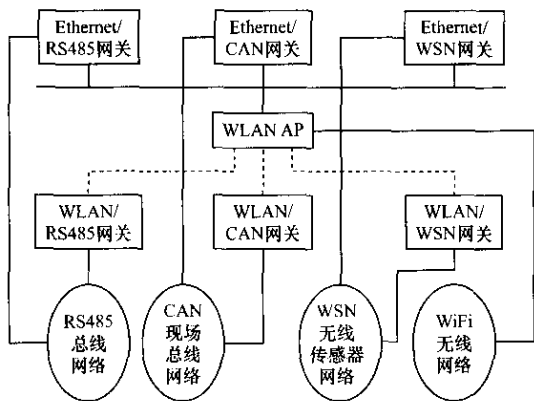 Ethernet/
RS485网关
Ethernet/
CAN网关
Ethernet/
WSN网关
WLAN AP
WLAN/
RS485网关
WLAN/
CAN网关
WLAN/
WSN网关
RS485
总线
网络
CAN
现场
总线
网络
WSN
无线
传感器
网络
WiFi
无线
网络